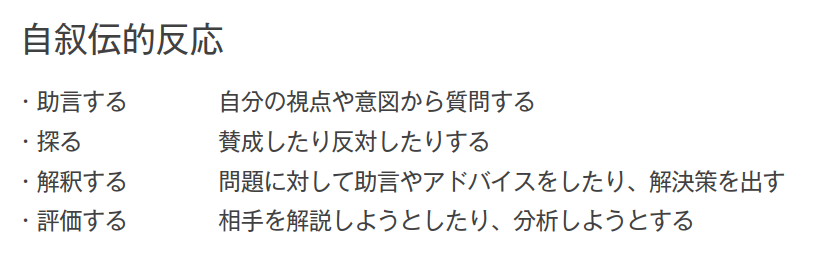 自叙伝的反応
・助言する 自分の視点や意図から質問する
・探る 賛成したり反対したりする
・解釈する 問題に対して助言やアドバイスをしたり、解決策を出す
・評価する 相手を解説しようとしたり、分析しようとする